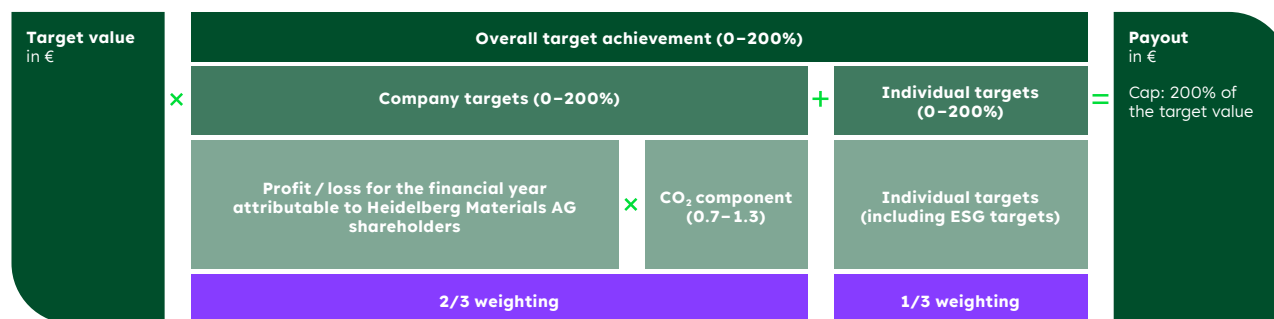 Target value
in €
×
Overall target achievement (0–200%)
Company targets (0–200%)
+
Individual targets
(0–200%)
=
Payout
in €
Cap: 200% of
the target value
Profit / loss for the financial year
attributable to Heidelberg Materials AG
shareholders
×
CO₂ component
(0.7–1.3)
Individual targets
(including ESG targets)
2/3 weighting
1/3 weighting